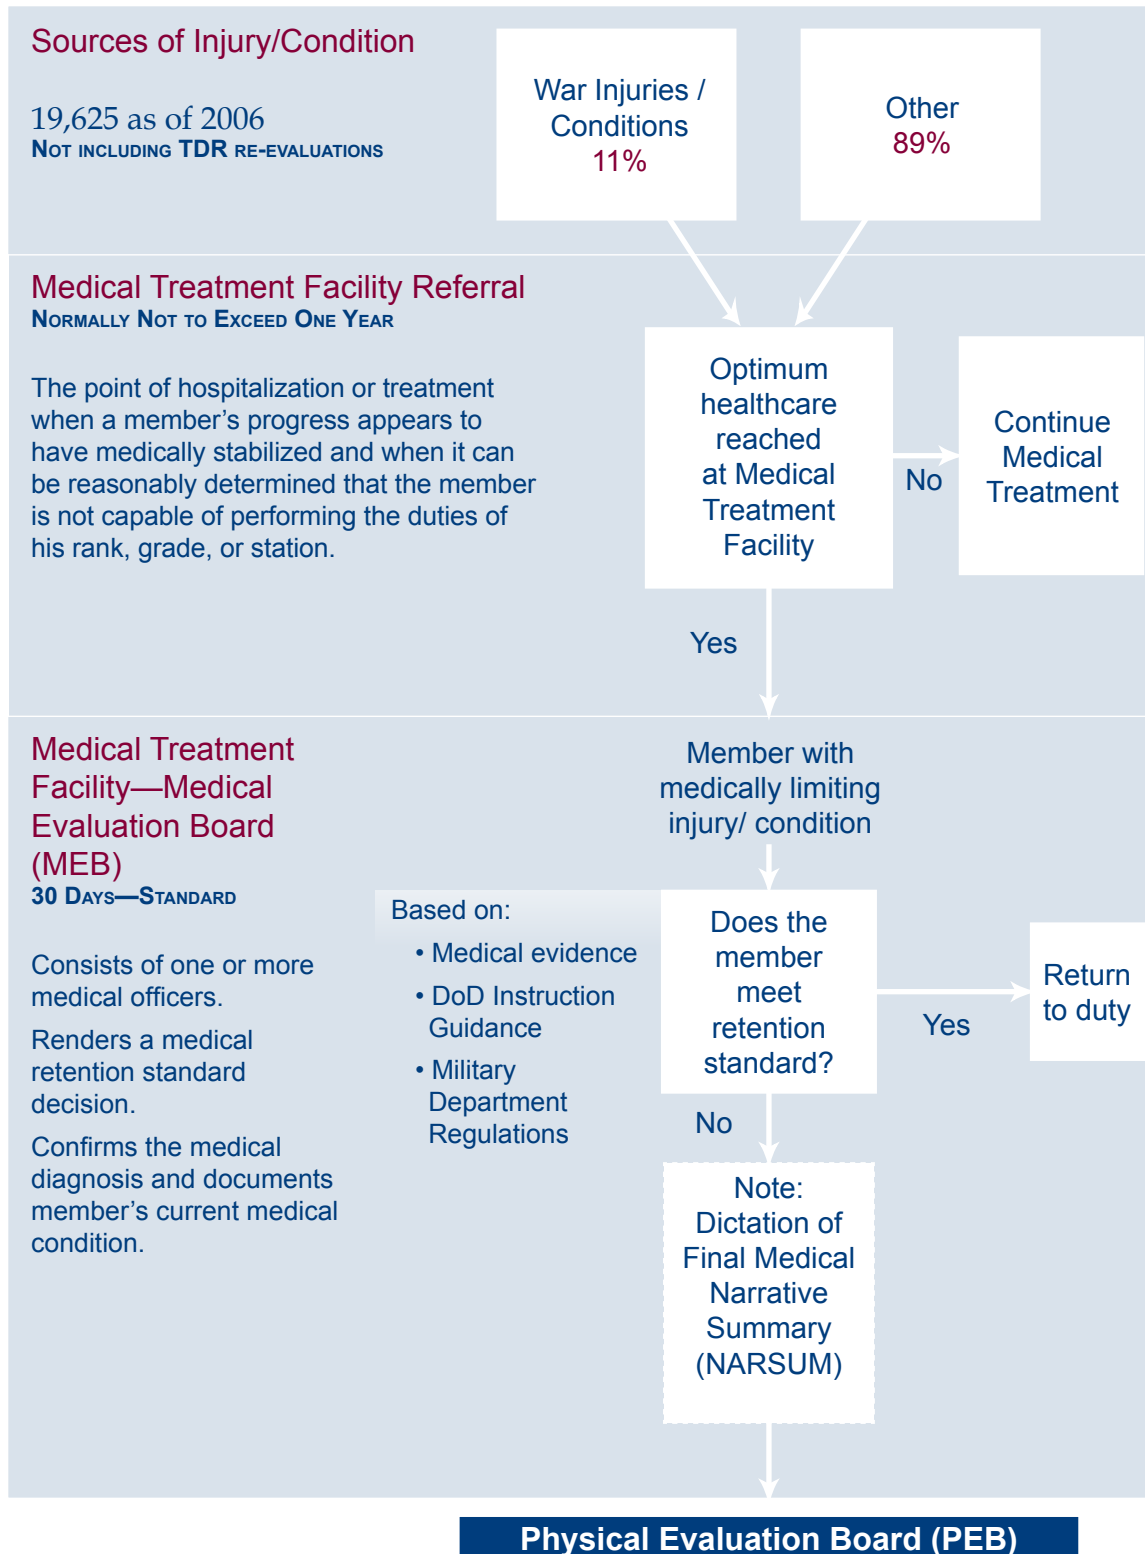 Sources of Injury/Condition
19,625 as of 2006
NOT INCLUDING TDR RE-EVALUATIONS
War Injuries /
Conditions
11%
Other
89%
Medical Treatment Facility Referral
NORMALLY NOT TO EXCEED ONE YEAR
The point of hospitalization or treatment
when a member's progress appears to
have medically stabilized and when it can
be reasonably determined that the member
is not capable of performing the duties of
his rank, grade, or station.
Optimum
healthcare
reached
at Medical
Treatment
Facility
No
Continue
Medical
Treatment
Yes
Medical Treatment
Facility—Medical
Evaluation Board
(MEB)
30 DAYS—STANDARD
Consists of one or more
medical officers.
Renders a medical
retention standard
decision.
Confirms the medical
diagnosis and documents
member's current medical
condition.
Member with
medically limiting
injury/ condition
Based on:
• Medical evidence
• DoD Instruction
Guidance
• Military
Department
Regulations
Does the
member
meet
retention
standard?
Yes
Return
to duty
No
Note:
Dictation of
Final Medical
Narrative
Summary
(NARSUM)
Physical Evaluation Board (PEB)